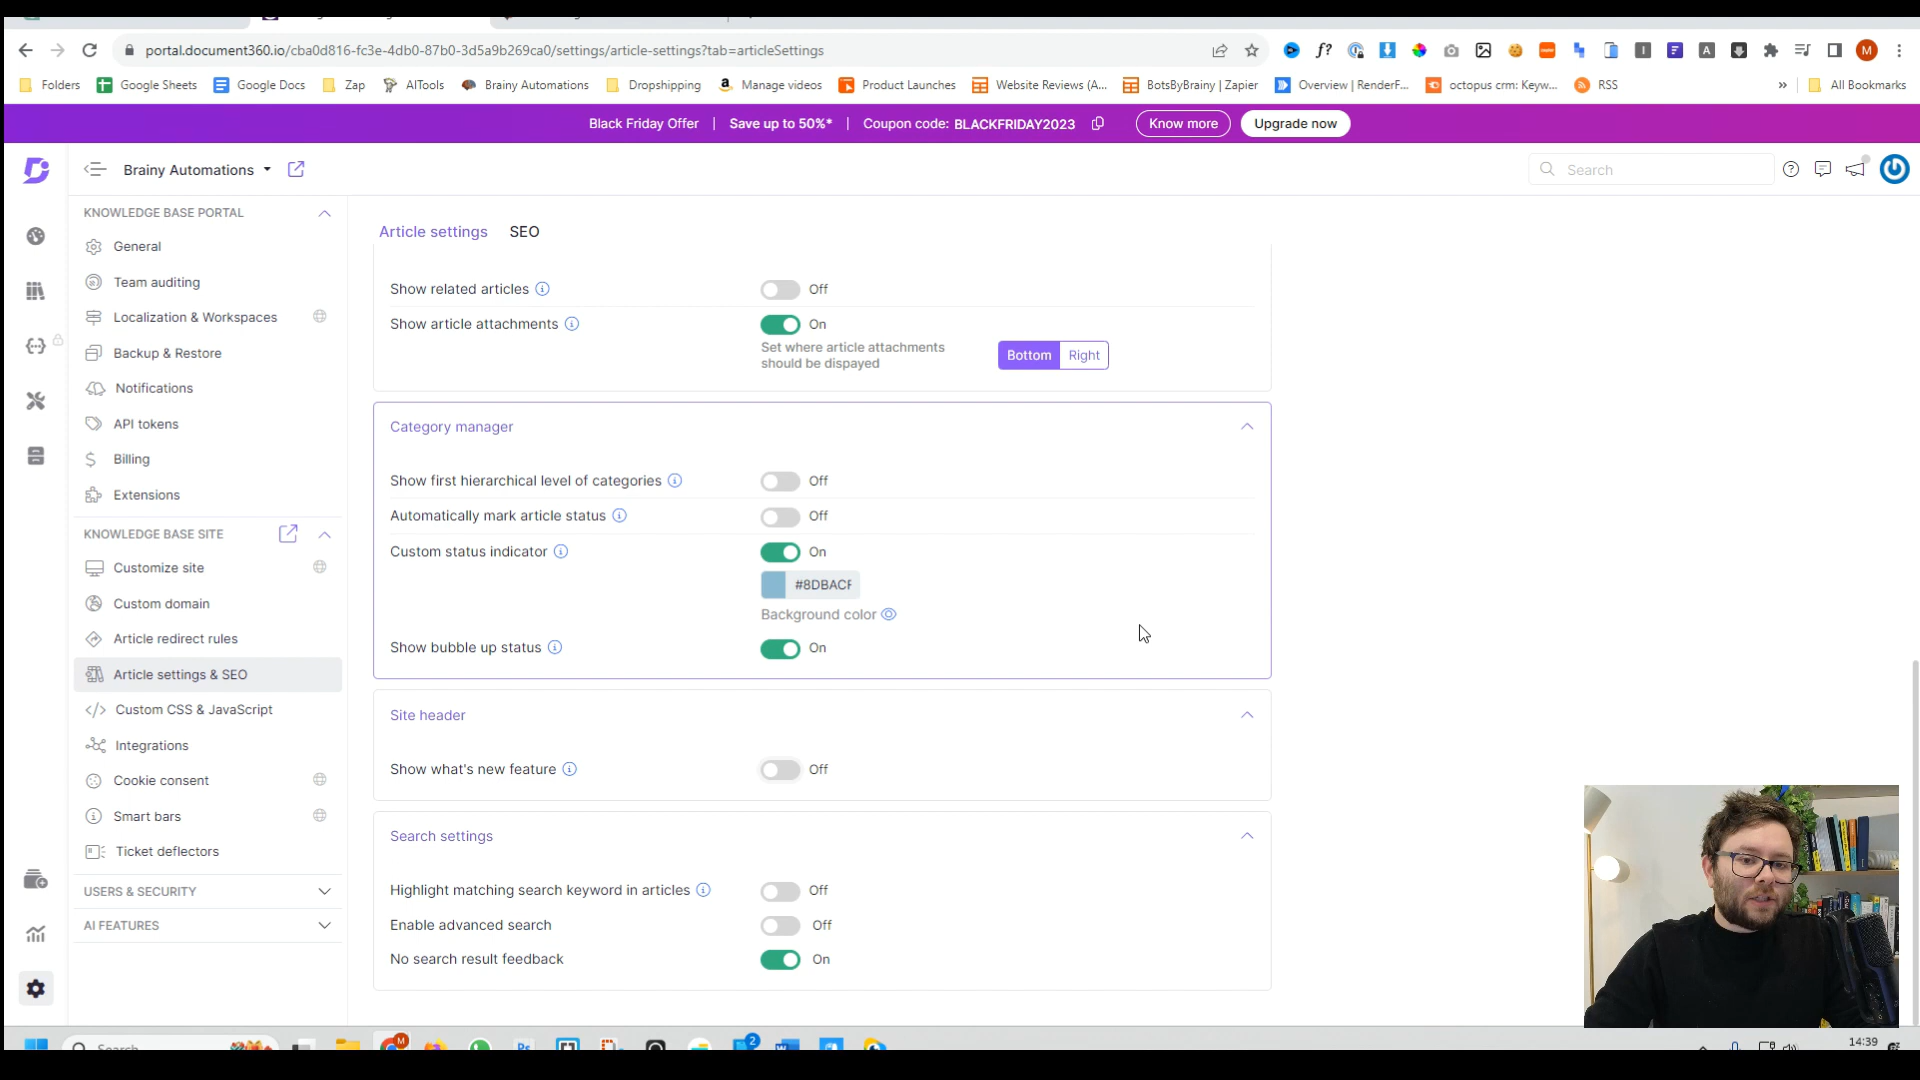 portal.document360.io/cba0d816-fc3e-4db0-87b0-3d5a9b269ca0/settings/article-settings?tab=articleSettings
f?
M
Folders Google Sheets Google Docs Zap AITools Brainy Automations Dropshipping Manage videos Product Launches Website Reviews (A... BotsByBrainy | Zapier Overview | RenderF... octopus crm: Keyw... RSS » All Bookmarks
Black Friday Offer | Save up to 50%* | Coupon code: BLACKFRIDAY2023 Know more Upgrade now
Brainy Automations Search
KNOWLEDGE BASE PORTAL
General
Team auditing
Localization & Workspaces
Backup & Restore
Notifications
API tokens
Billing
Extensions
KNOWLEDGE BASE SITE
Customize site
Custom domain
Article redirect rules
Article settings & SEO
Custom CSS & JavaScript
Integrations
Cookie consent
Smart bars
Ticket deflectors
USERS & SECURITY
AI FEATURES
Article settings SEO
Show related articles Off
Show article attachments On
Set where article attachments
should be dispayed
Bottom Right
Category manager
Show first hierarchical level of categories Off
Automatically mark article status Off
Custom status indicator On
#8DBACF
Background color
Show bubble up status On
Site header
Show what's new feature Off
Search settings
Highlight matching search keyword in articles Off
Enable advanced search Off
No search result feedback On
Search
M
Ps
2
14:39